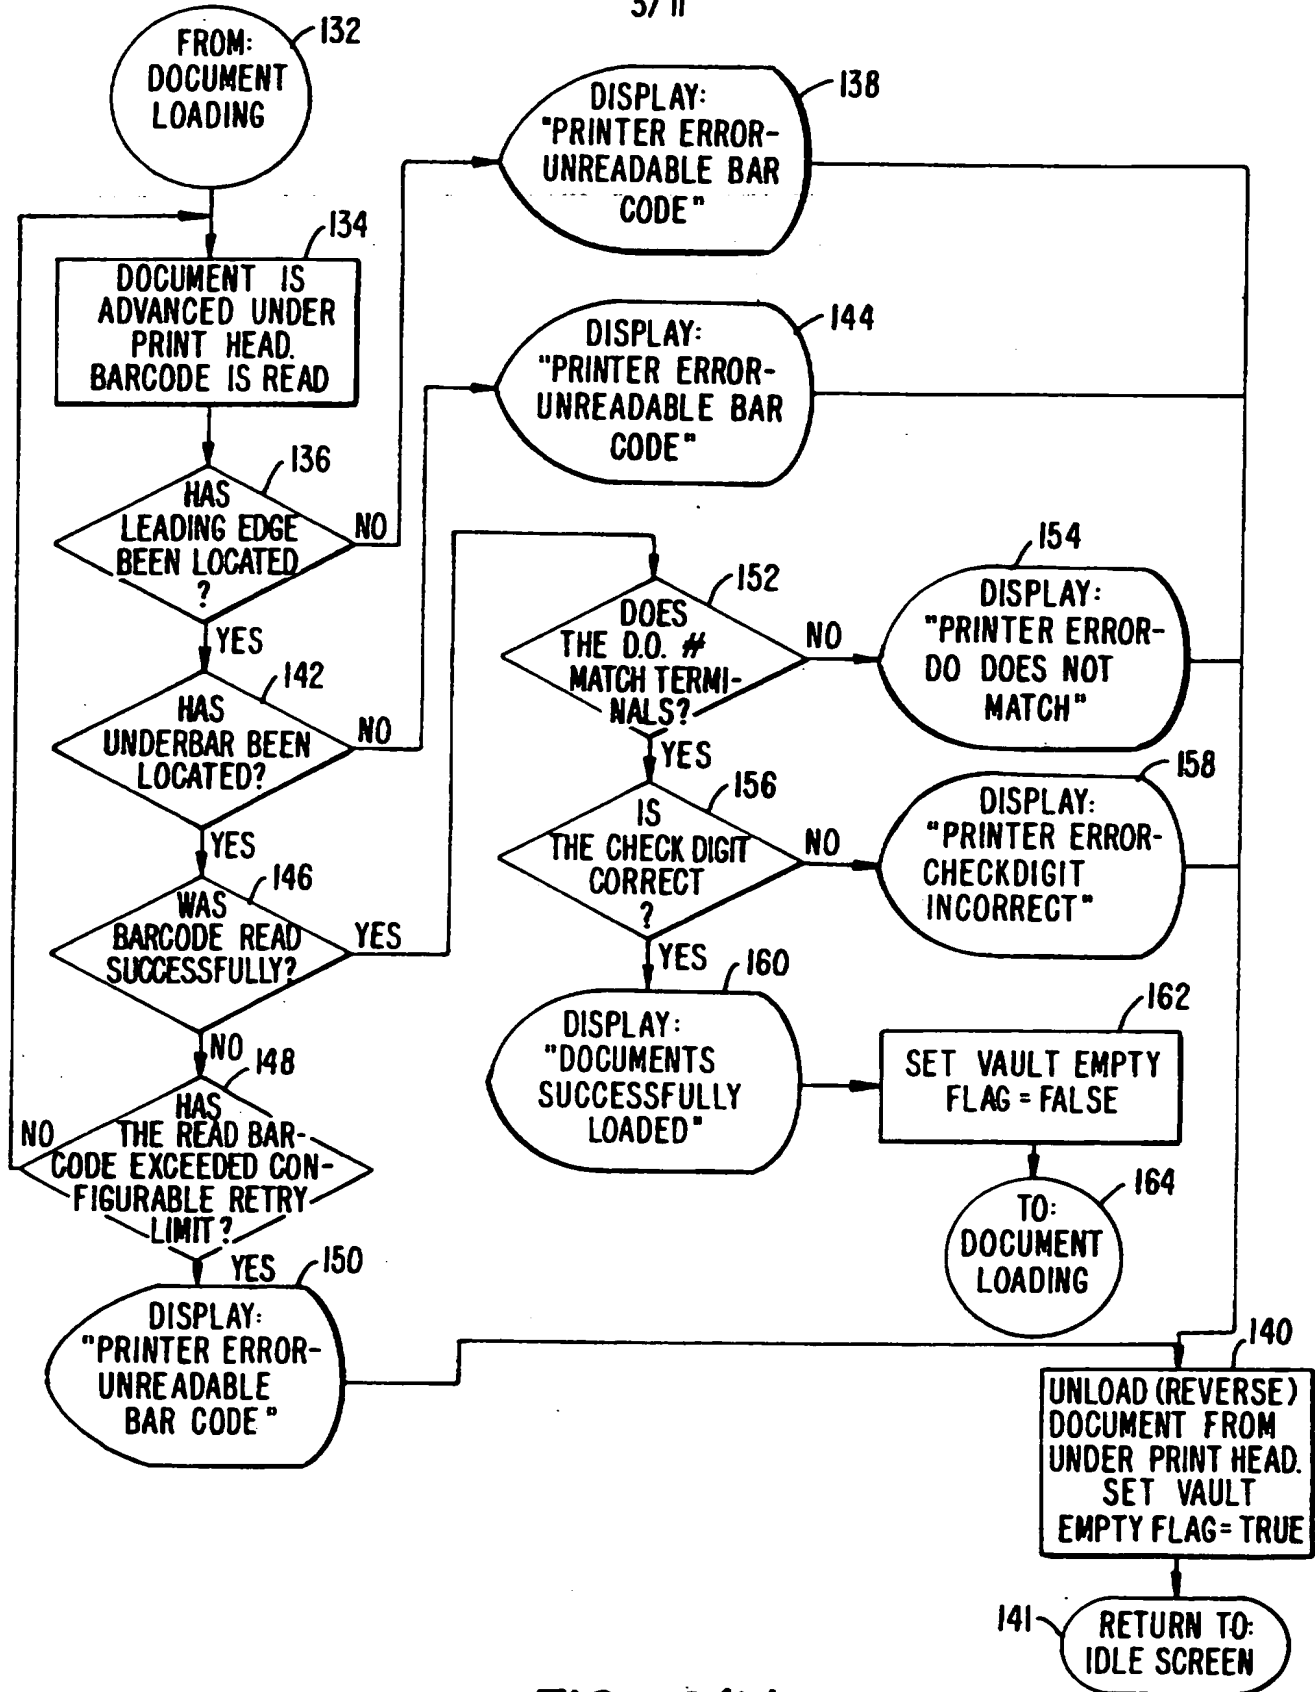 3/11
FROM:
DOCUMENT
LOADING
132
134
DOCUMENT IS
ADVANCED UNDER
PRINT HEAD.
BARCODE IS READ
136
HAS
LEADING EDGE
BEEN LOCATED
?
NO
YES
138
DISPLAY:
"PRINTER ERROR-
UNREADABLE BAR
CODE"
142
HAS
UNDERBAR BEEN
LOCATED?
NO
YES
144
DISPLAY:
"PRINTER ERROR-
UNREADABLE BAR
CODE"
146
WAS
BARCODE READ
SUCCESSFULLY?
YES
NO
148
HAS
THE READ BAR-
CODE EXCEEDED CON-
FIGURABLE RETRY
LIMIT?
NO
YES
150
DISPLAY:
"PRINTER ERROR-
UNREADABLE
BAR CODE"
152
DOES
THE D.O. #
MATCH TERMI-
NALS?
NO
YES
154
DISPLAY:
"PRINTER ERROR-
DO DOES NOT
MATCH"
156
IS
THE CHECK DIGIT
CORRECT
?
NO
YES
158
DISPLAY:
"PRINTER ERROR-
CHECKDIGIT
INCORRECT"
160
DISPLAY:
"DOCUMENTS
SUCCESSFULLY
LOADED"
162
SET VAULT EMPTY
FLAG = FALSE
164
TO:
DOCUMENT
LOADING
140
UNLOAD (REVERSE)
DOCUMENT FROM
UNDER PRINT HEAD.
SET VAULT
EMPTY FLAG = TRUE
141
RETURN TO:
IDLE SCREEN